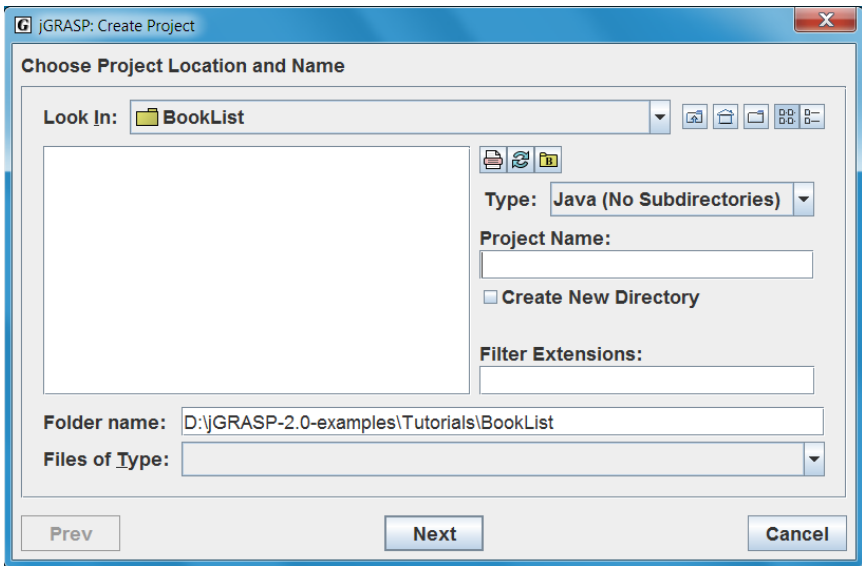 jGRASP: Create Project
Choose Project Location and Name
Look In: BookList
Type: Java (No Subdirectories)
Project Name:
Create New Directory
Filter Extensions:
Folder name: D:\jGRASP-2.0-examples\Tutorials\BookList
Files of Type:
Prev Next Cancel